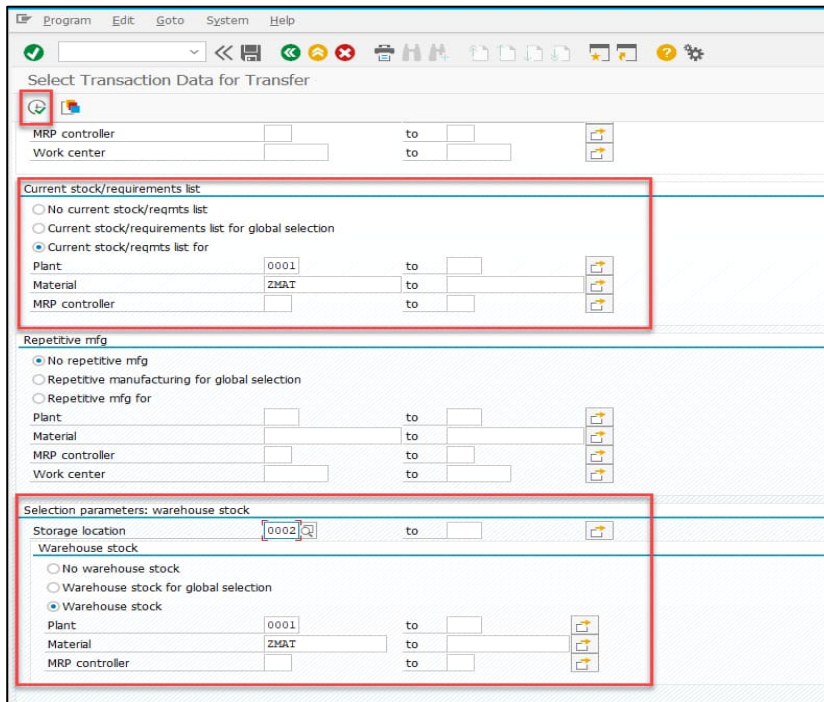 Program Edit Goto System Help
Select Transaction Data for Transfer
MRP controller to
Work center to
Current stock/requirements list
No current stock/reqmts list
Current stock/requirements list for global selection
Current stock/reqmts list for
Plant 0001 to
Material ZMAT to
MRP controller to
Repetitive mfg
No repetitive mfg
Repetitive manufacturing for global selection
Repetitive mfg for
Plant to
Material to
MRP controller to
Work center to
Selection parameters: warehouse stock
Storage location 0002 to
Warehouse stock
No warehouse stock
Warehouse stock for global selection
Warehouse stock
Plant 0001 to
Material ZMAT to
MRP controller to